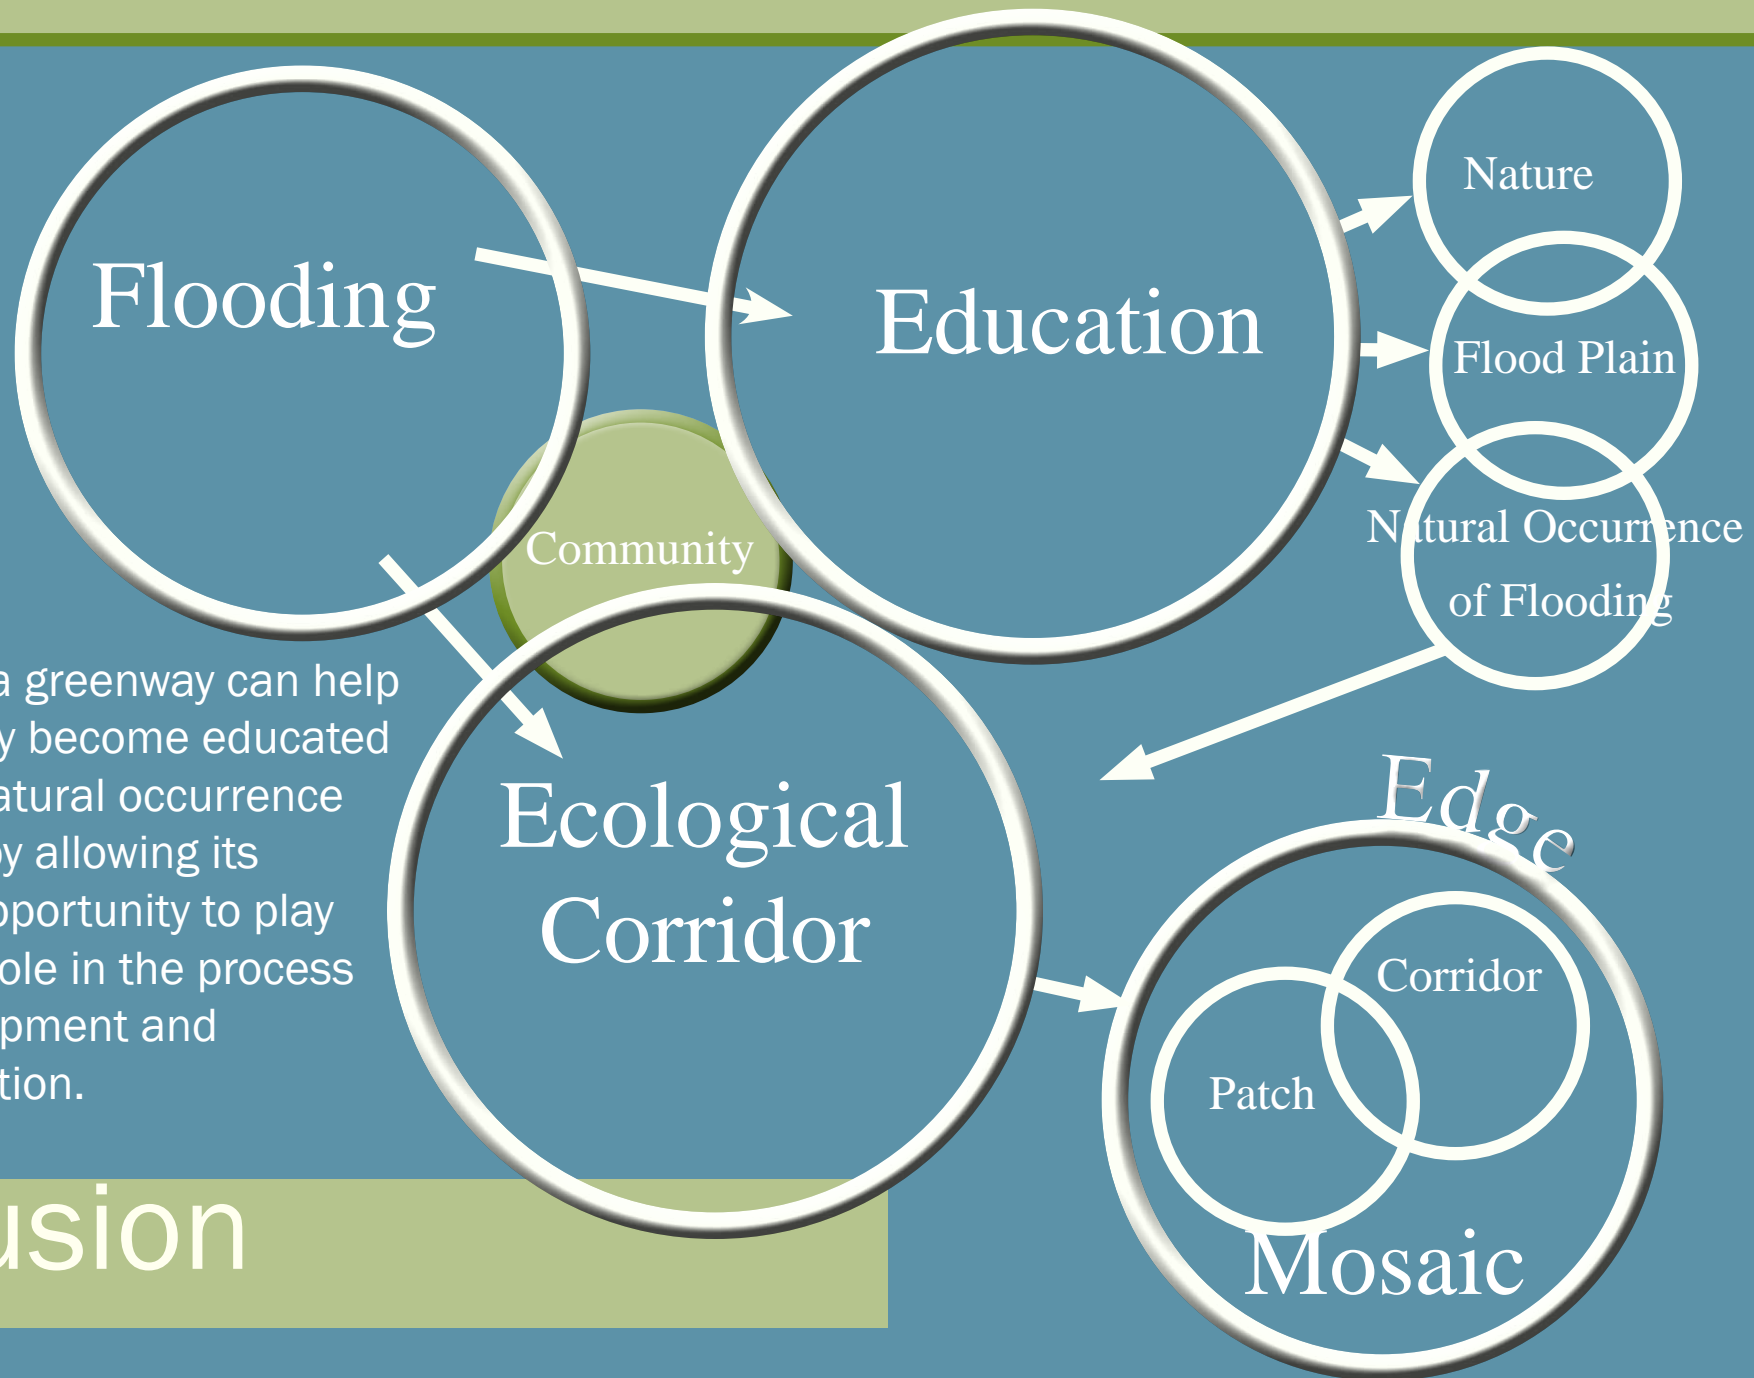 Flooding
Education
Nature
Flood Plain
Natural Occurrence
of Flooding
Community
a greenway can help
y become educated
atural occurrence
by allowing its
pportunity to play
ole in the process
pment and
tion.
Ecological
Corridor
Edge
Corridor
Patch
Mosaic
usion